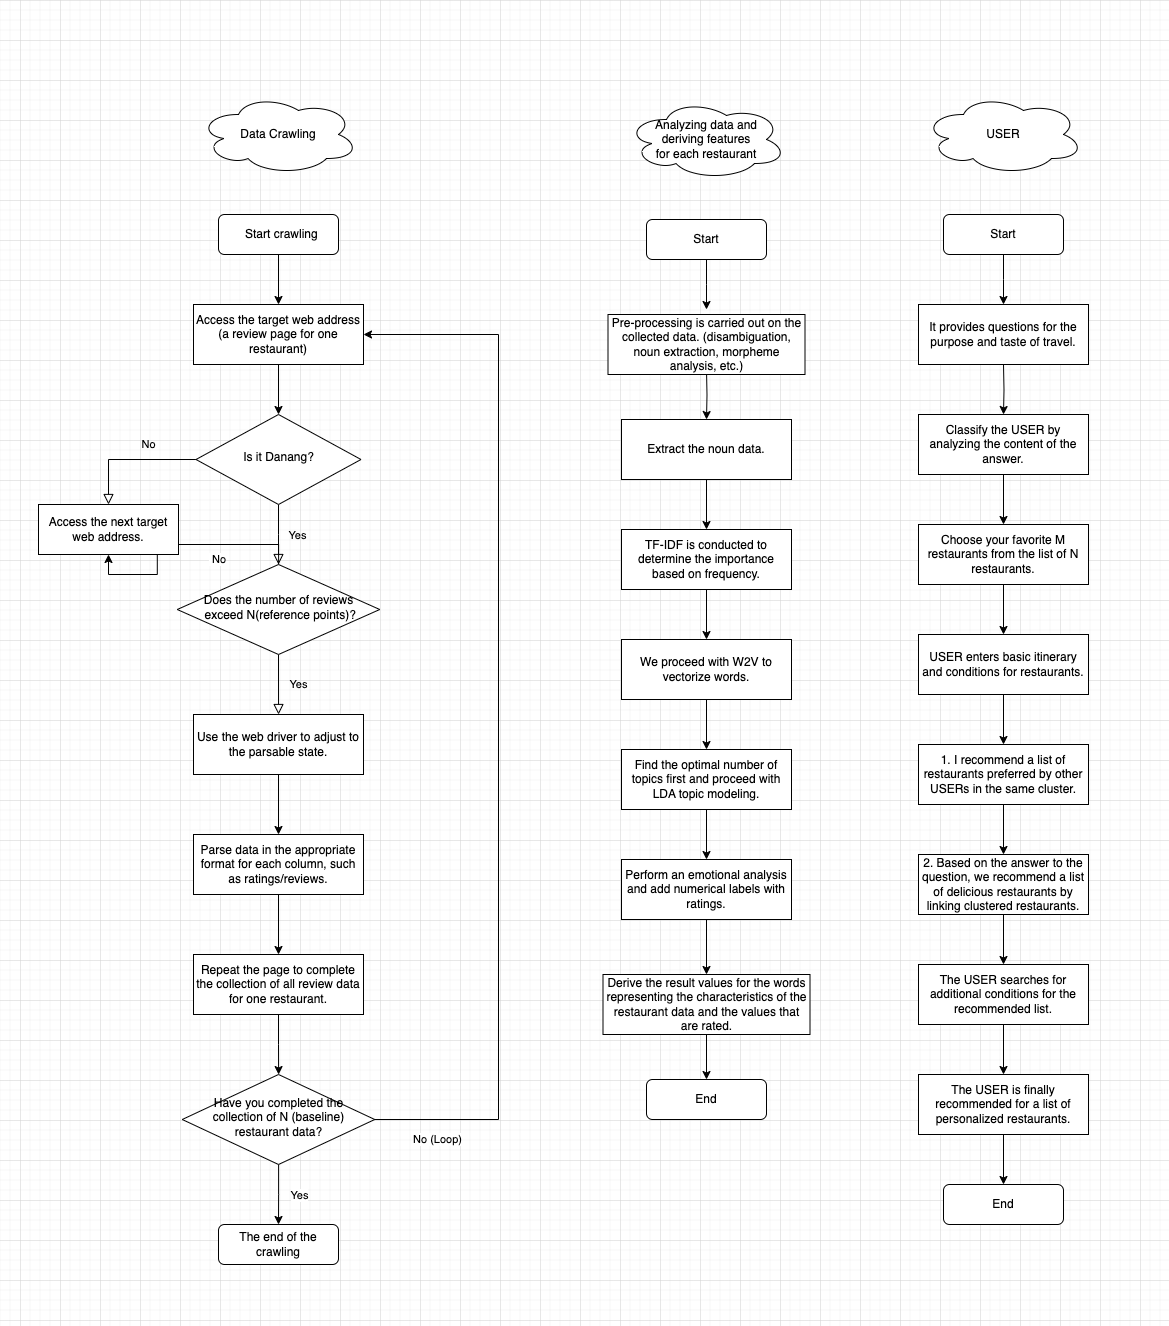 Data Crawling
Start crawling
Access the target web address
(a review page for one
restaurant)
Is it Danang?
No
Access the next target
web address.
Yes
No
Does the number of reviews
exceed N(reference points)?
Yes
Use the web driver to adjust to
the parsable state.
Parse data in the appropriate
format for each column, such
as ratings/reviews.
Repeat the page to complete
the collection of all review data
for one restaurant.
Have you completed the
collection of N (baseline)
restaurant data?
No (Loop)
Yes
The end of the
crawling
Analyzing data and
deriving features
for each restaurant
Start
Pre-processing is carried out on the
collected data. (disambiguation,
noun extraction, morpheme
analysis, etc.)
Extract the noun data.
TF-IDF is conducted to
determine the importance
based on frequency.
We proceed with W2V to
vectorize words.
Find the optimal number of
topics first and proceed with
LDA topic modeling.
Perform an emotional analysis
and add numerical labels with
ratings.
Derive the result values for the words
representing the characteristics of the
restaurant data and the values that
are rated.
End
USER
Start
It provides questions for the
purpose and taste of travel.
Classify the USER by
analyzing the content of the
answer.
Choose your favorite M
restaurants from the list of N
restaurants.
USER enters basic itinerary
and conditions for restaurants.
1. I recommend a list of
restaurants preferred by other
USERs in the same cluster.
2. Based on the answer to the
question, we recommend a list
of delicious restaurants by
linking clustered restaurants.
The USER searches for
additional conditions for the
recommended list.
The USER is finally
recommended for a list of
personalized restaurants.
End